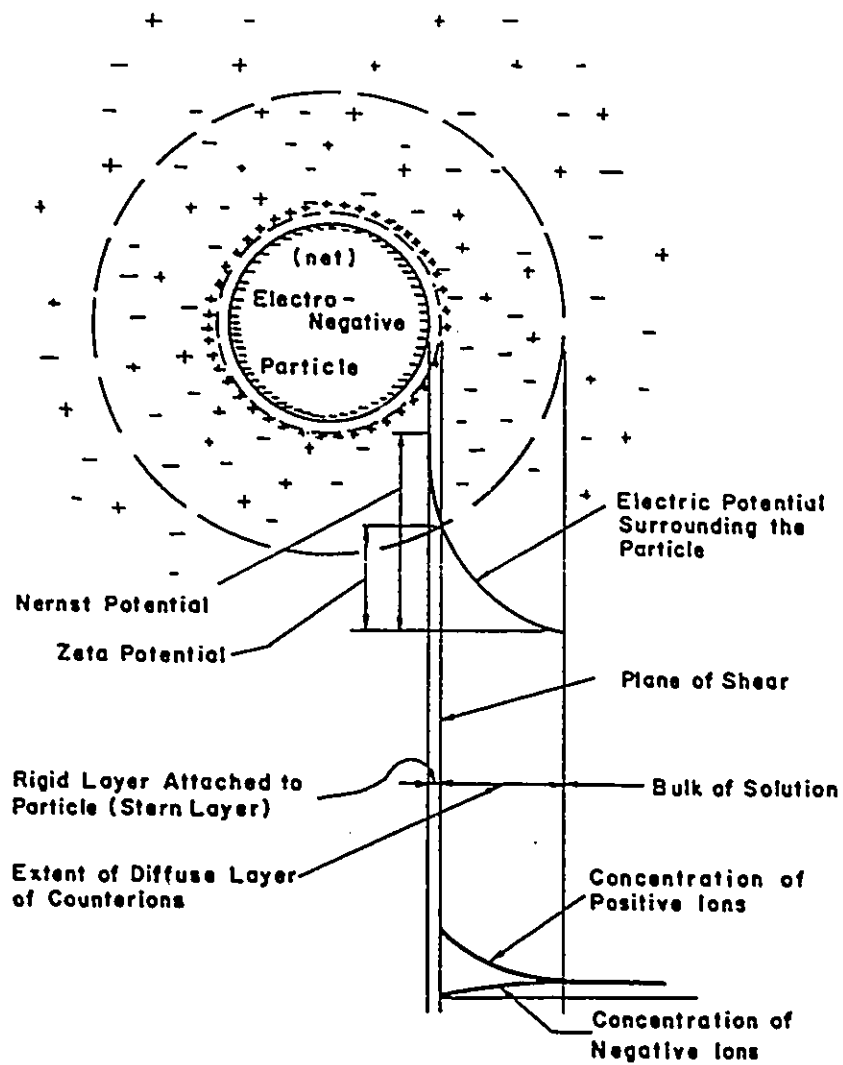 (net)
Electro-
Negative
Particle
Electric Potential
Surrounding the
Particle
Nernst Potential
Zeta Potential
Plane of Shear
Rigid Layer Attached to
Particle (Stern Layer)
Bulk of Solution
Extent of Diffuse Layer
of Counterions
Concentration of
Positive Ions
Concentration of
Negative Ions